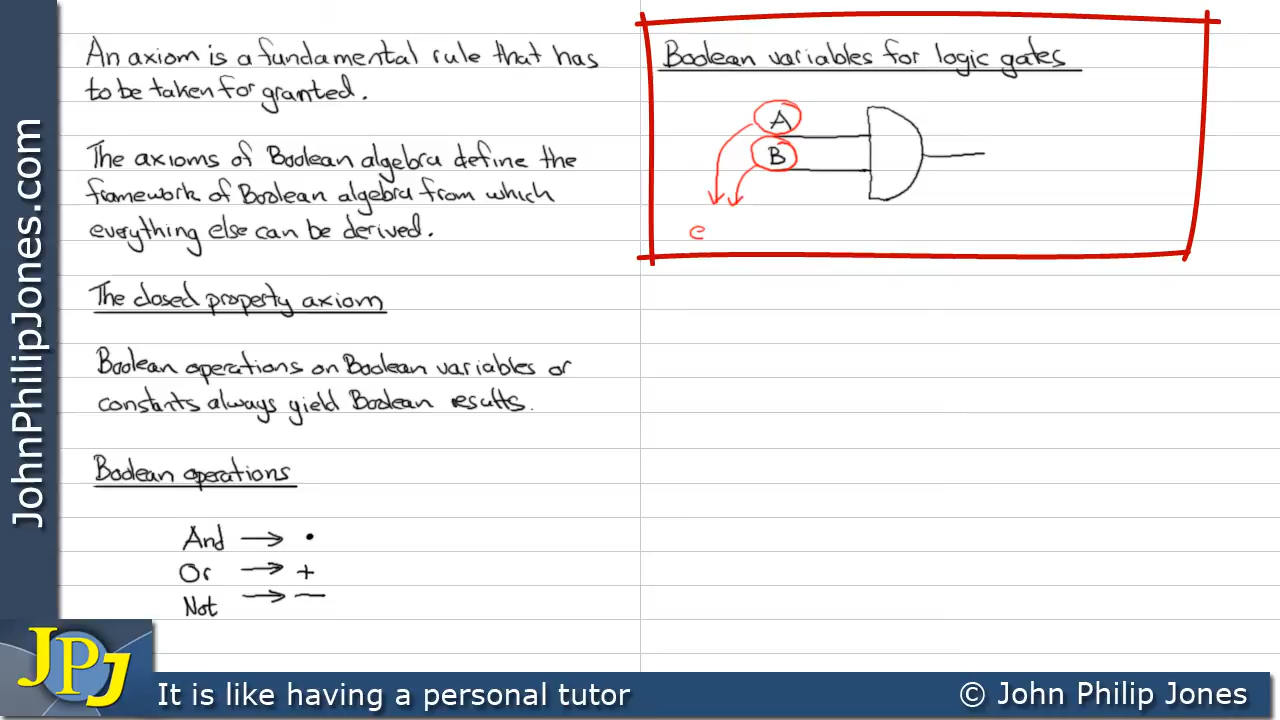 An axiom is a fundamental rule that has
to be taken for granted.
The axioms of Boolean algebra define the
framework of Boolean algebra from which
everything else can be derived.
The closed property axiom
Boolean operations on Boolean variables or
constants always yield Boolean results.
Boolean operations
And → •
Or → +
Not → —
Boolean variables for logic gates
A
B
e
JohnPhilipJones.com
JPJ
It is like having a personal tutor
© John Philip Jones